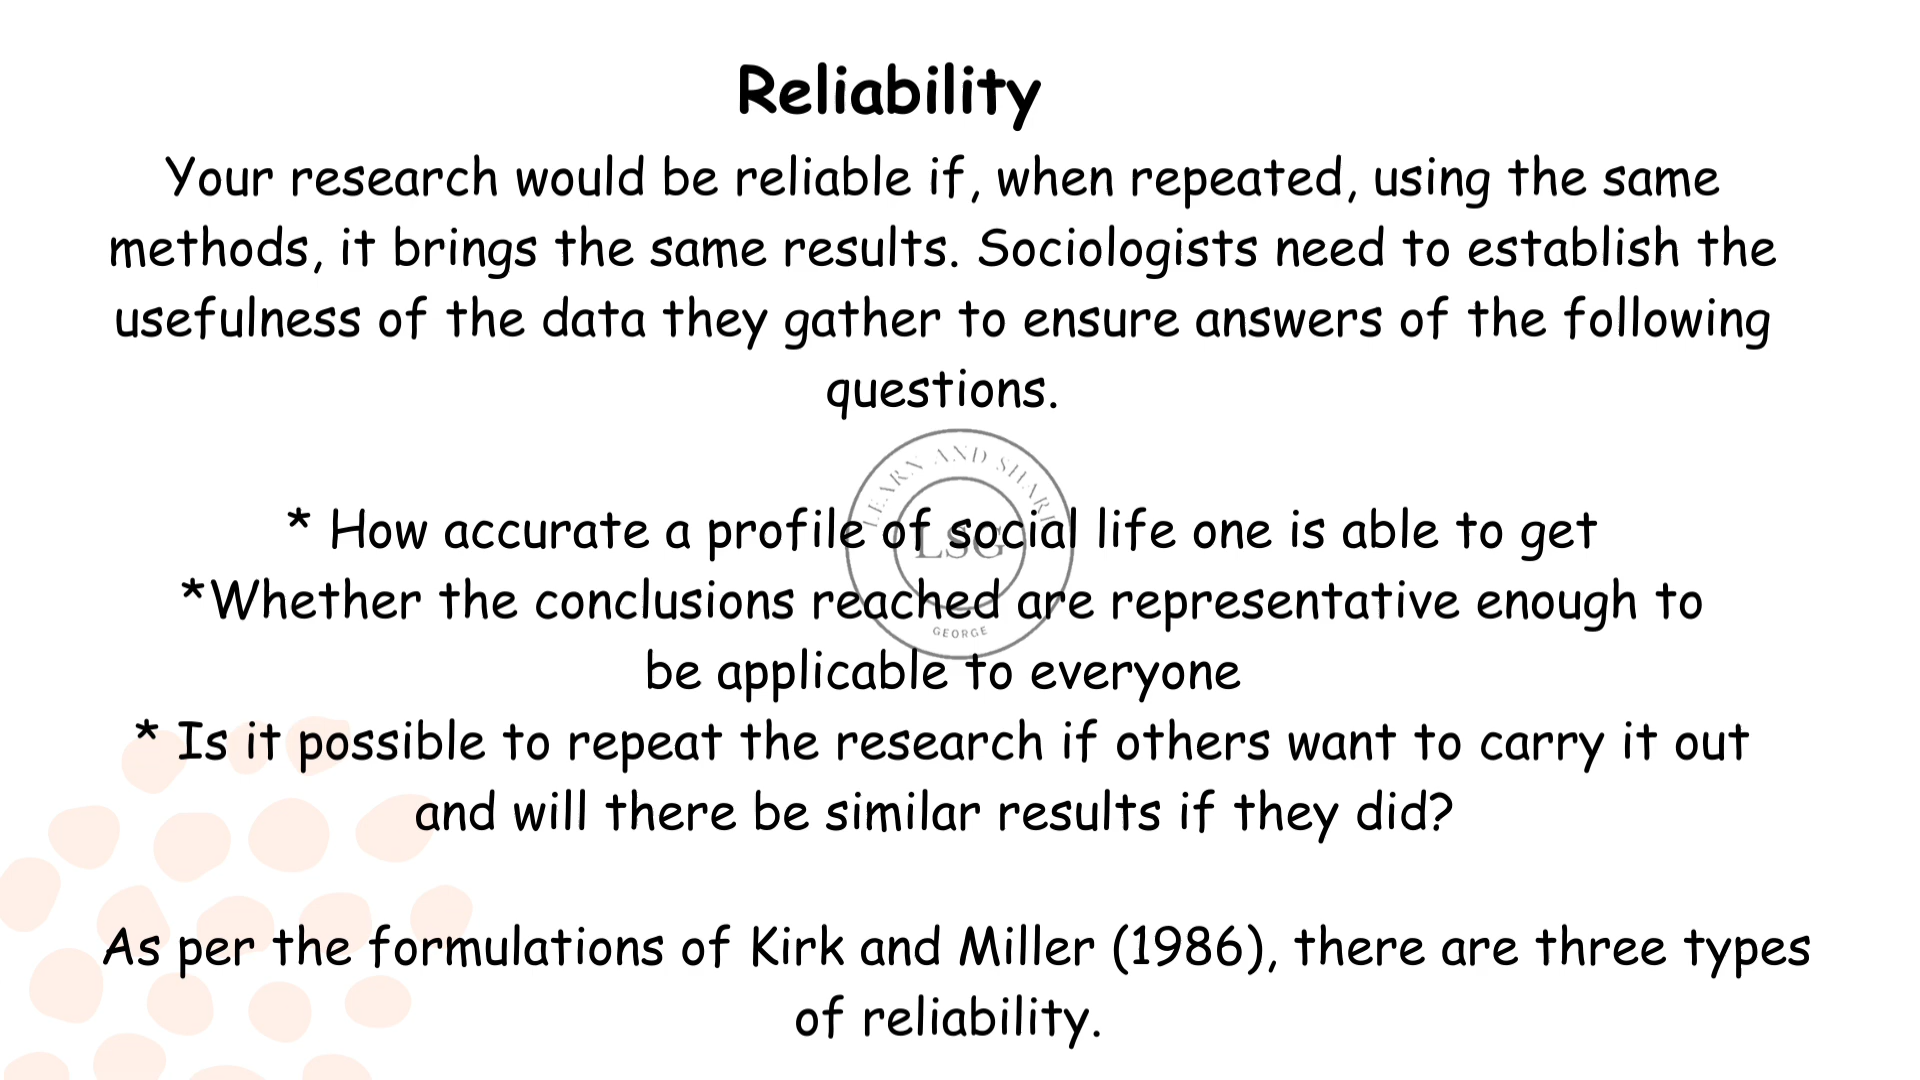 Reliability
Your research would be reliable if, when repeated, using the same
methods, it brings the same results. Sociologists need to establish the
usefulness of the data they gather to ensure answers of the following
questions.
LEARN AND SHARE
LSG
GEORGE
* How accurate a profile of social life one is able to get
*Whether the conclusions reached are representative enough to
be applicable to everyone
* Is it possible to repeat the research if others want to carry it out
and will there be similar results if they did?
As per the formulations of Kirk and Miller (1986), there are three types
of reliability.